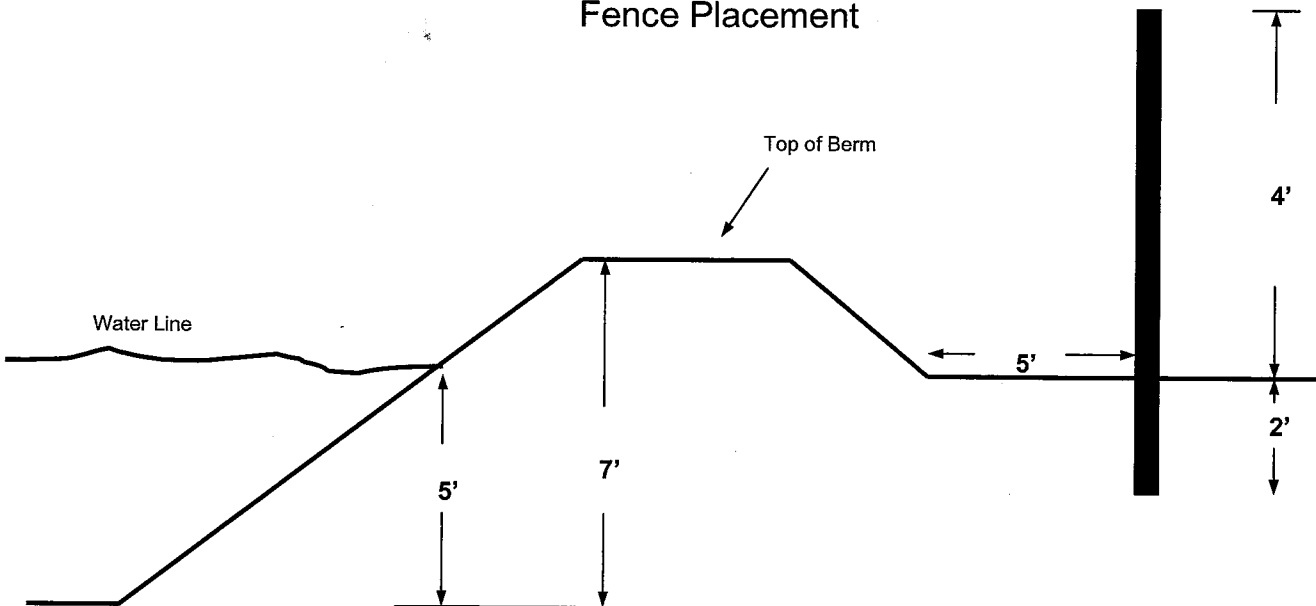 Fence Placement
4’
Top of Berm
Water Line
5’
2’
7’
5’